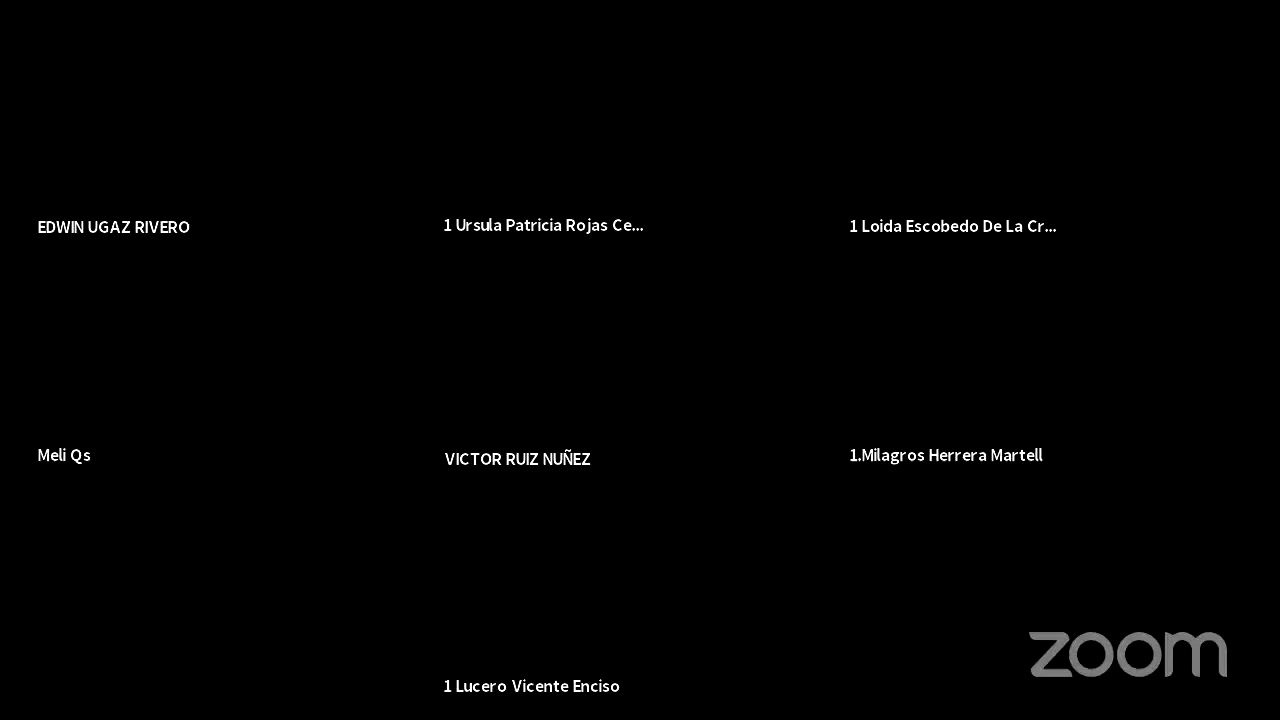 EDWIN UGAZ RIVERO
1 Ursula Patricia Rojas Ce...
1 Loida Escobedo De La Cr...
Meli Qs
VICTOR RUIZ NUÑEZ
1.Milagros Herrera Martell
1 Lucero Vicente Enciso
zoom